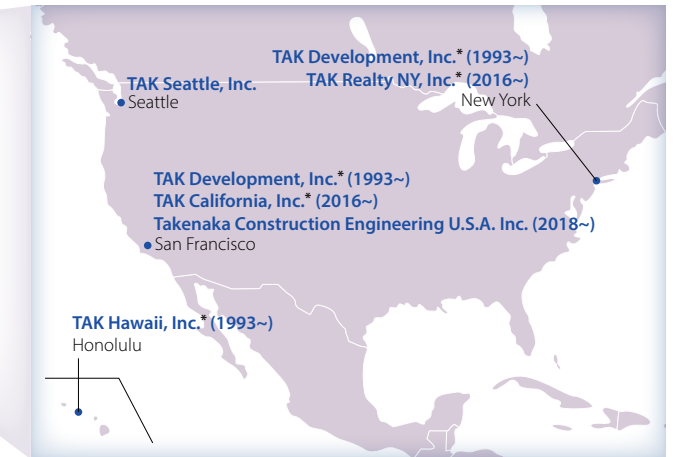 TAK Development, Inc.* (1993~)
TAK Realty NY, Inc.* (2016~)
New York
TAK Seattle, Inc.
Seattle
TAK Development, Inc.* (1993~)
TAK California, Inc.* (2016~)
Takenaka Construction Engineering U.S.A. Inc. (2018~)
San Francisco
TAK Hawaii, Inc.* (1993~)
Honolulu